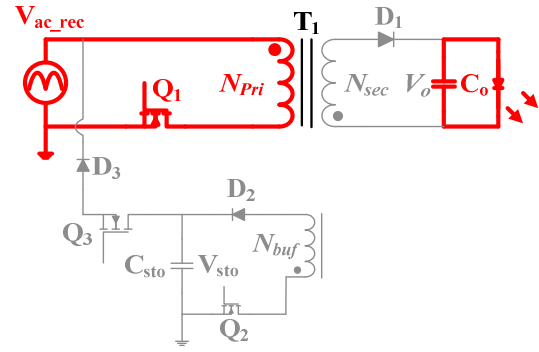 Vac_rec
T1
D1
Q1
NPri
Nsec
Vo
Co
D3
D2
Q3
Nbuf
Csto
Vsto
Q2